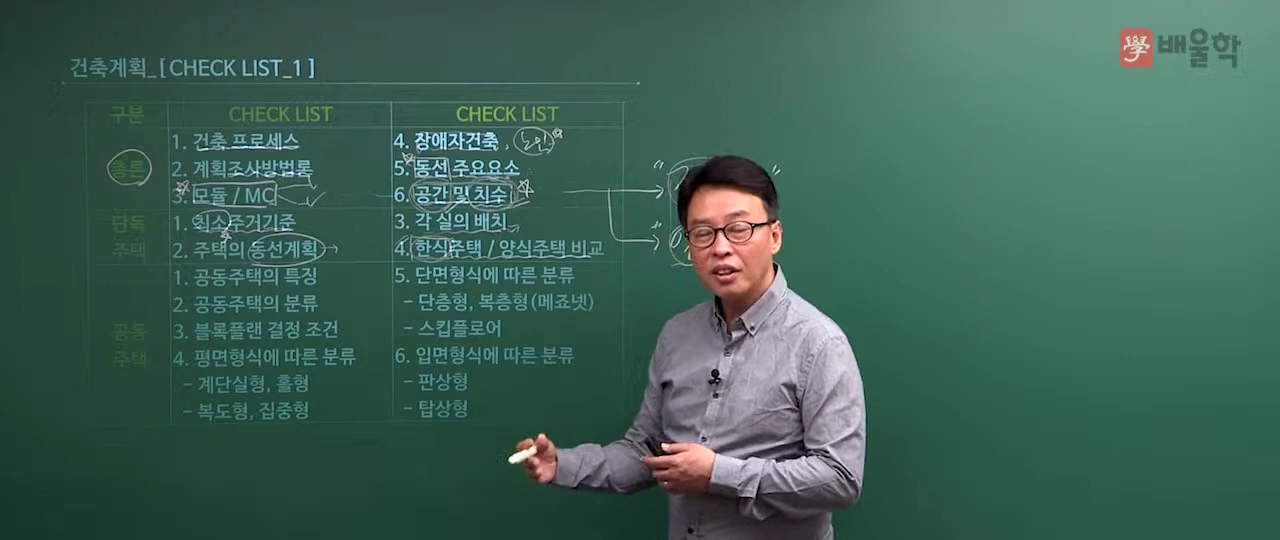 學 배울학
건축계획_[ CHECK LIST_1 ]
구분 CHECK LIST CHECK LIST
총론
1. 건축 프로세스 4. 장애자건축, 노인
2. 계획조사방법론 5. 동선 주요요소
3. 모듈 / MC 6. 공간 및 치수
단독 주택
1. 최소주거기준 3. 각 실의 배치
2. 주택의 동선계획 4. 한식주택 / 양식주택 비교
공동 주택
1. 공동주택의 특징 5. 단면형식에 따른 분류
2. 공동주택의 분류 - 단층형, 복층형(메죠넷)
3. 블록플랜 결정 조건 - 스킵플로어
4. 평면형식에 따른 분류 6. 입면형식에 따른 분류
- 계단실형, 홀형 - 판상형
- 복도형, 집중형 - 탑상형